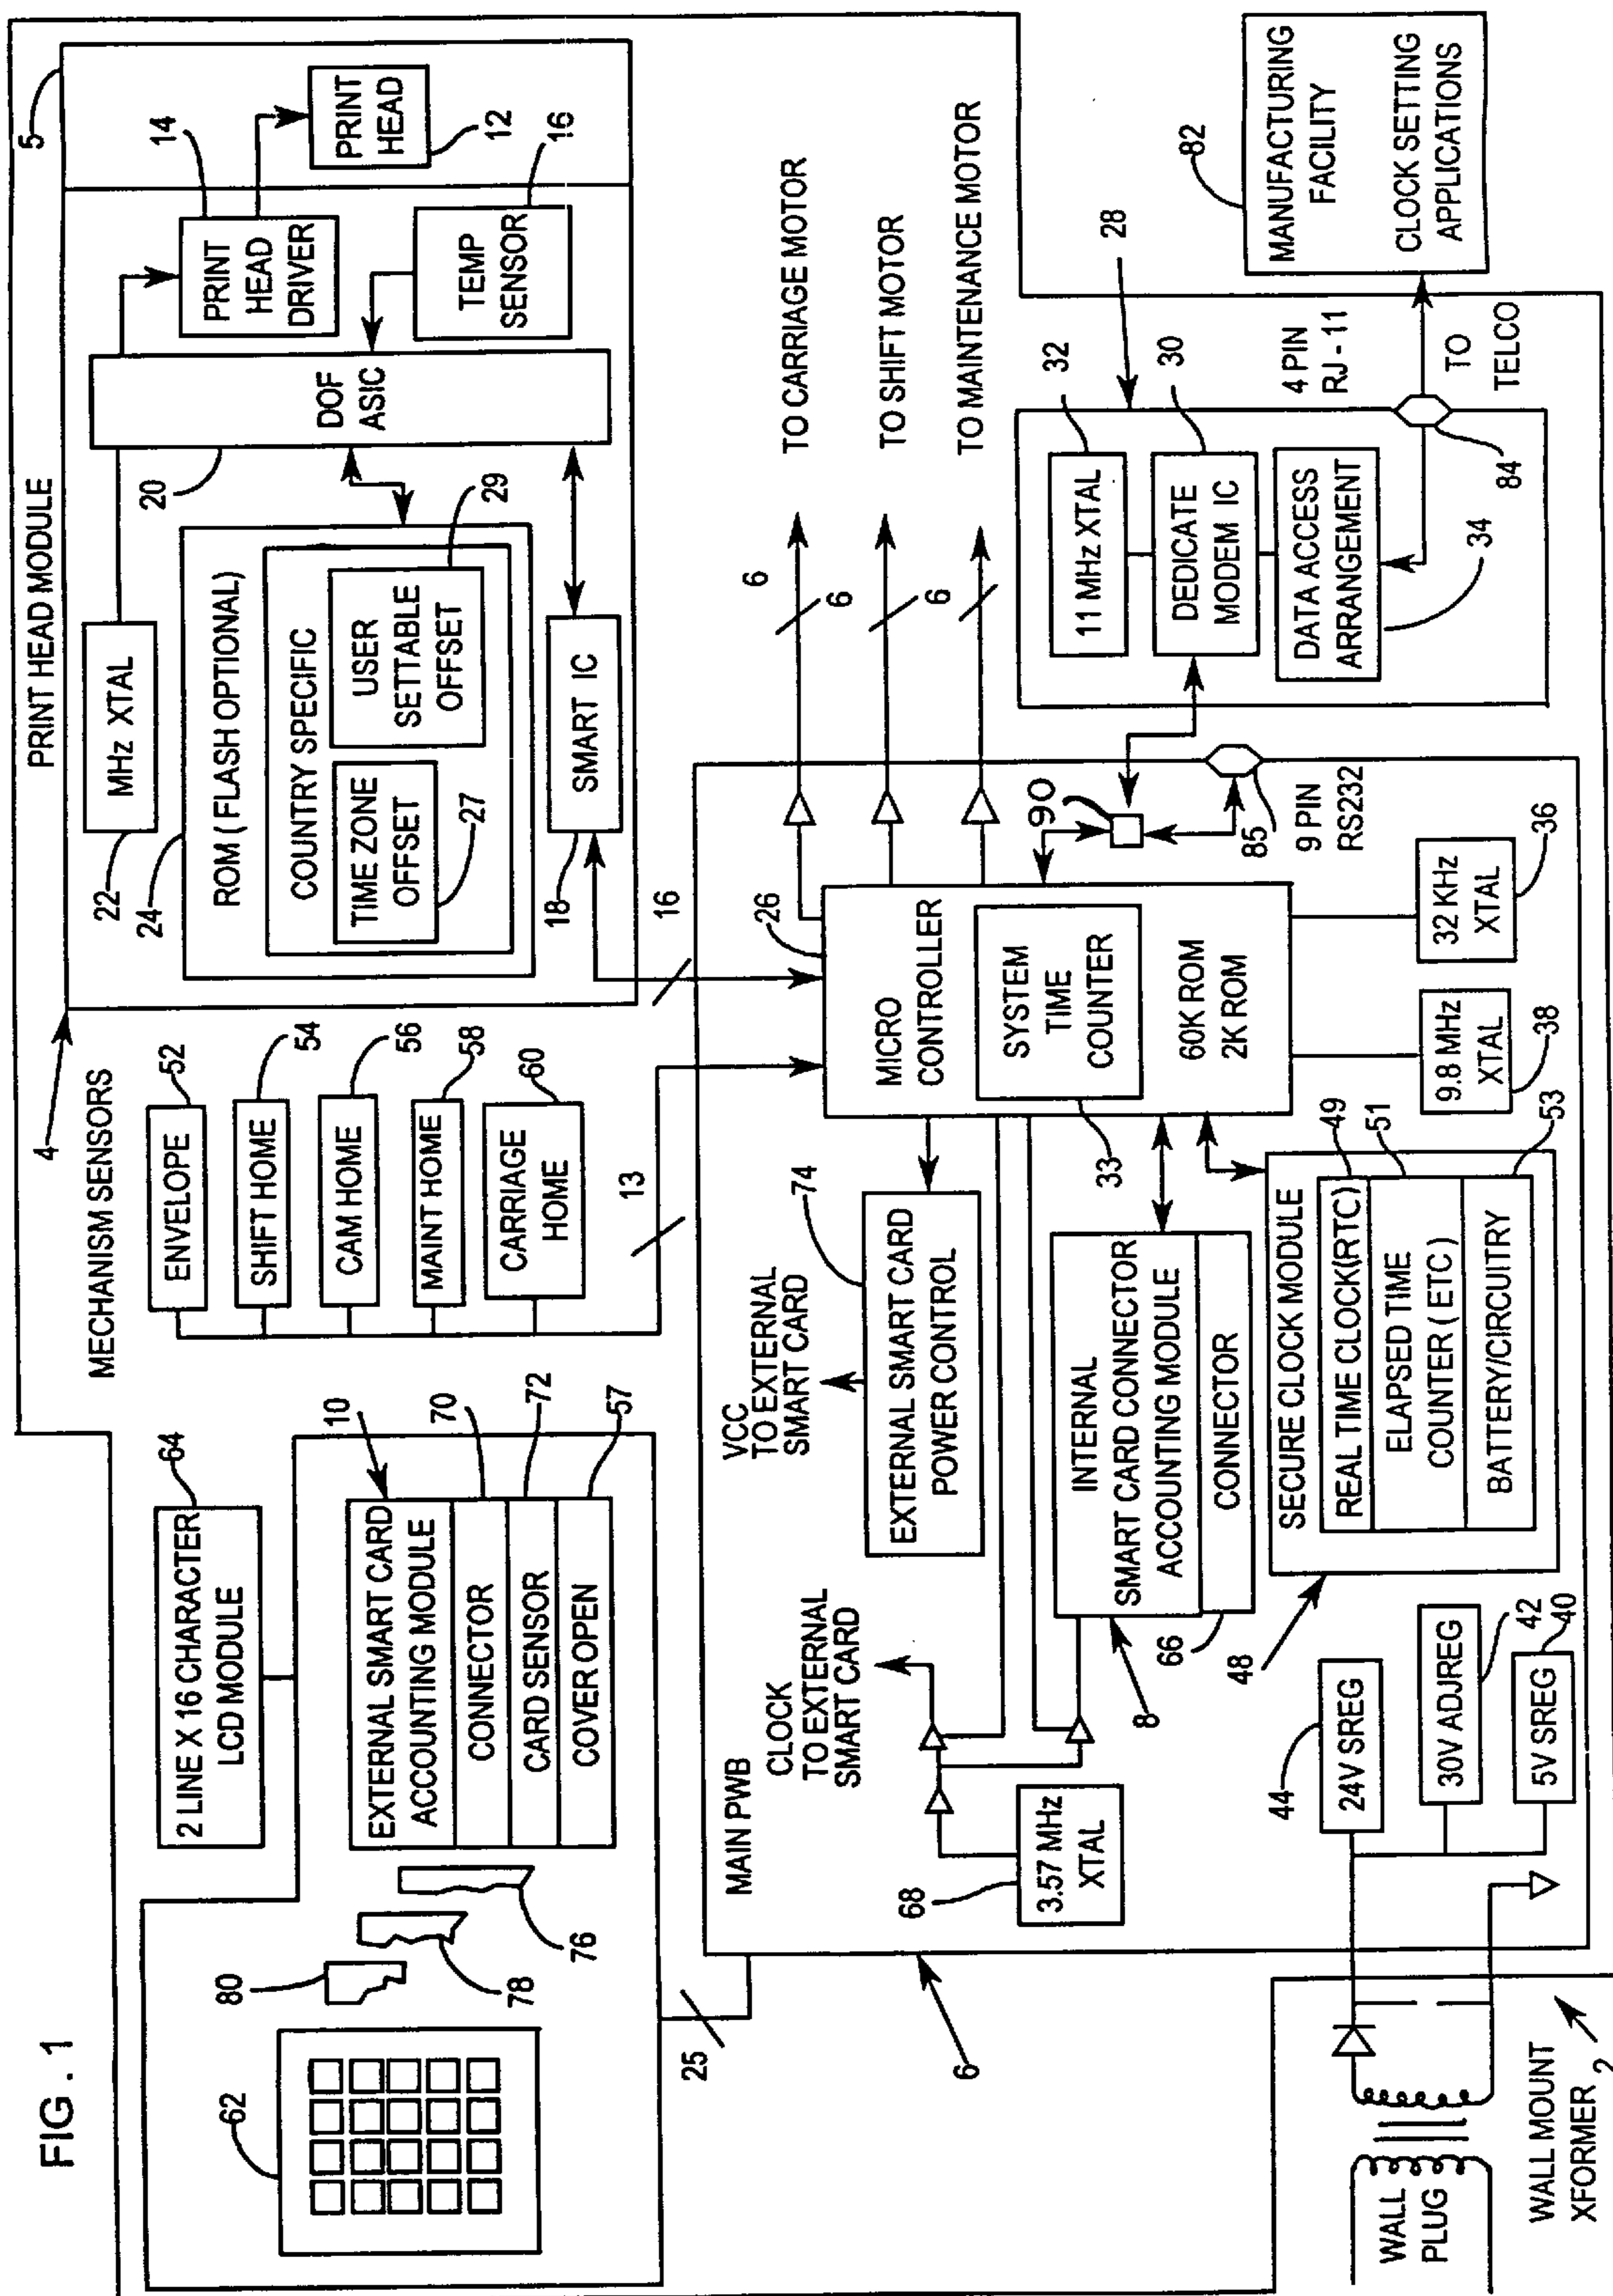 FIG. 1
62
80
78
76
2 LINE X 16 CHARACTER
LCD MODULE
64
EXTERNAL SMART CARD
ACCOUNTING MODULE
CONNECTOR
CARD SENSOR
COVER OPEN
10
70
72
57
25
MECHANISM SENSORS
ENVELOPE
52
SHIFT HOME
54
CAM HOME
56
MAINT HOME
58
CARRIAGE
HOME
60
13
4
PRINT HEAD MODULE
MHz XTAL
22
24
ROM ( FLASH OPTIONAL)
COUNTRY SPECIFIC
TIME ZONE
OFFSET
27
USER
SETTABLE
OFFSET
29
SMART IC
18
16
20
DOF
ASIC
PRINT
HEAD
DRIVER
14
TEMP
SENSOR
16
PRINT
HEAD
12
5
MAIN PWB
6
CLOCK
TO EXTERNAL
SMART CARD
VCC
TO EXTERNAL
SMART CARD
74
EXTERNAL SMART CARD
POWER CONTROL
68
3.57 MHz
XTAL
8
INTERNAL
SMART CARD CONNECTOR
ACCOUNTING MODULE
CONNECTOR
66
MICRO
CONTROLLER
26
SYSTEM
TIME
COUNTER
33
60K ROM
2K ROM
48
SECURE CLOCK MODULE
REAL TIME CLOCK(RTC)
ELAPSED TIME
COUNTER ( ETC )
BATTERY/CIRCUITRY
49
51
53
9.8 MHz
XTAL
38
32 KHz
XTAL
36
44
24V SREG
30V ADJREG
42
5V SREG
40
6
6
6
TO CARRIAGE MOTOR
TO SHIFT MOTOR
TO MAINTENANCE MOTOR
90
85
9 PIN
RS232
28
11 MHz XTAL
32
DEDICATE
MODEM IC
30
DATA ACCESS
ARRANGEMENT
34
4 PIN
RJ - 11
84
TO
TELCO
82
MANUFACTURING
FACILITY
CLOCK SETTING
APPLICATIONS
WALL
PLUG
WALL MOUNT
XFORMER
2